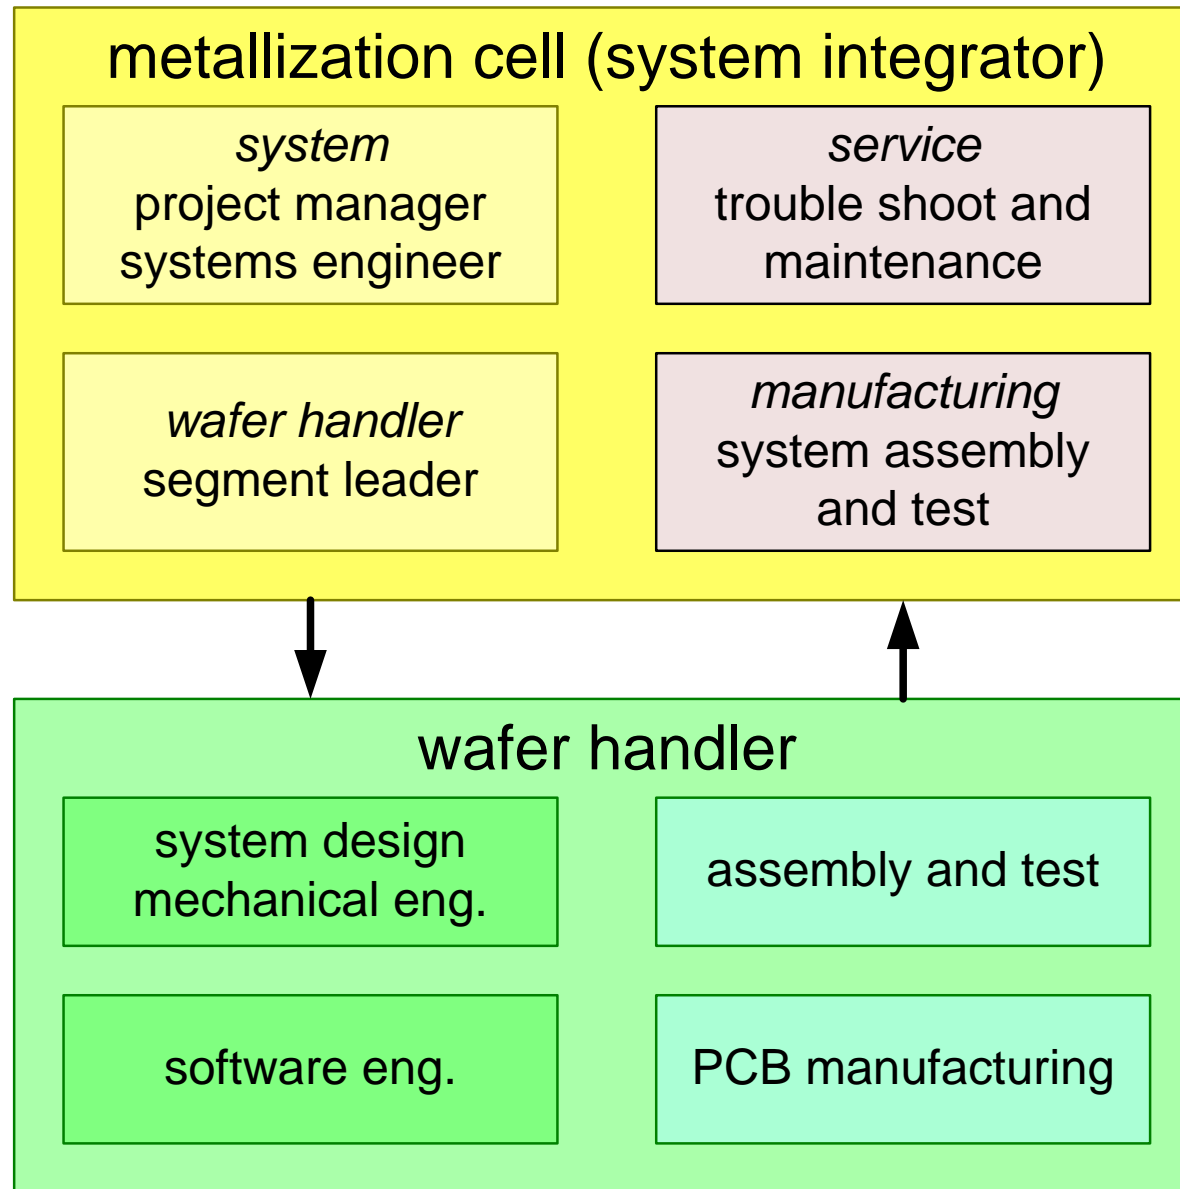 metallization cell (system integrator)
system
project manager
systems engineer
service
trouble shoot and
maintenance
wafer handler
segment leader
manufacturing
system assembly
and test
wafer handler
system design
mechanical eng.
assembly and test
software eng.
PCB manufacturing